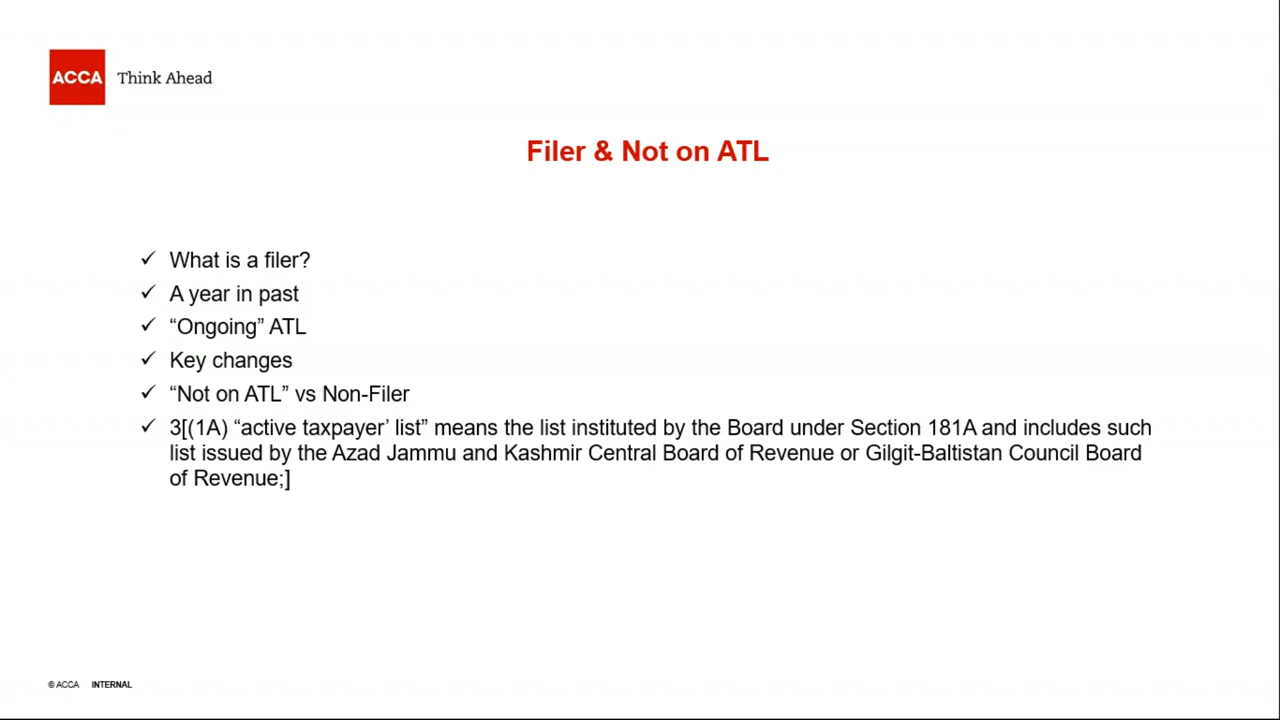 ACCA Think Ahead
Filer & Not on ATL
✓ What is a filer?
✓ A year in past
✓ “Ongoing” ATL
✓ Key changes
✓ “Not on ATL” vs Non-Filer
✓ 3[(1A) “active taxpayer’ list” means the list instituted by the Board under Section 181A and includes such
list issued by the Azad Jammu and Kashmir Central Board of Revenue or Gilgit-Baltistan Council Board
of Revenue;]
© ACCA INTERNAL